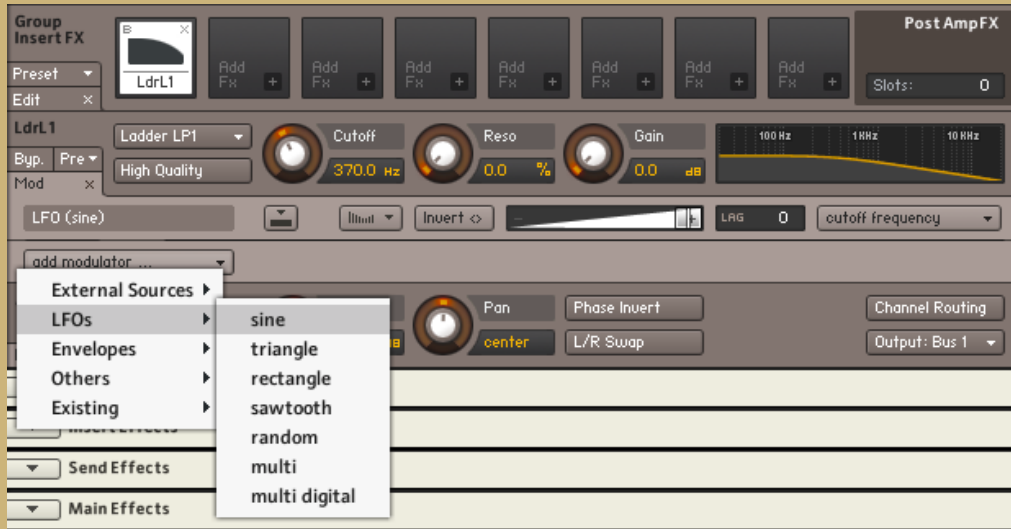 Group
Insert FX
Post Amp FX
B
×
LdrL1
Add
Fx +
Add
Fx +
Add
Fx +
Add
Fx +
Add
Fx +
Add
Fx +
Add
Fx +
Preset
Edit ×
Slots: 0
LdrL1
Byp. Pre
Mod ×
Ladder LP1
High Quality
Cutoff
370.0 Hz
Reso
0.0 %
Gain
0.0 dB
100 Hz 1 KHz 10 KHz
LFO (sine)
Invert <>
LAG 0
cutoff frequency
add modulator ...
External Sources
LFOs
Envelopes
Others
Existing
sine
triangle
rectangle
sawtooth
random
multi
multi digital
Pan
center
Phase Invert
L/R Swap
Channel Routing
Output: Bus 1
Insert Effects
Send Effects
Main Effects